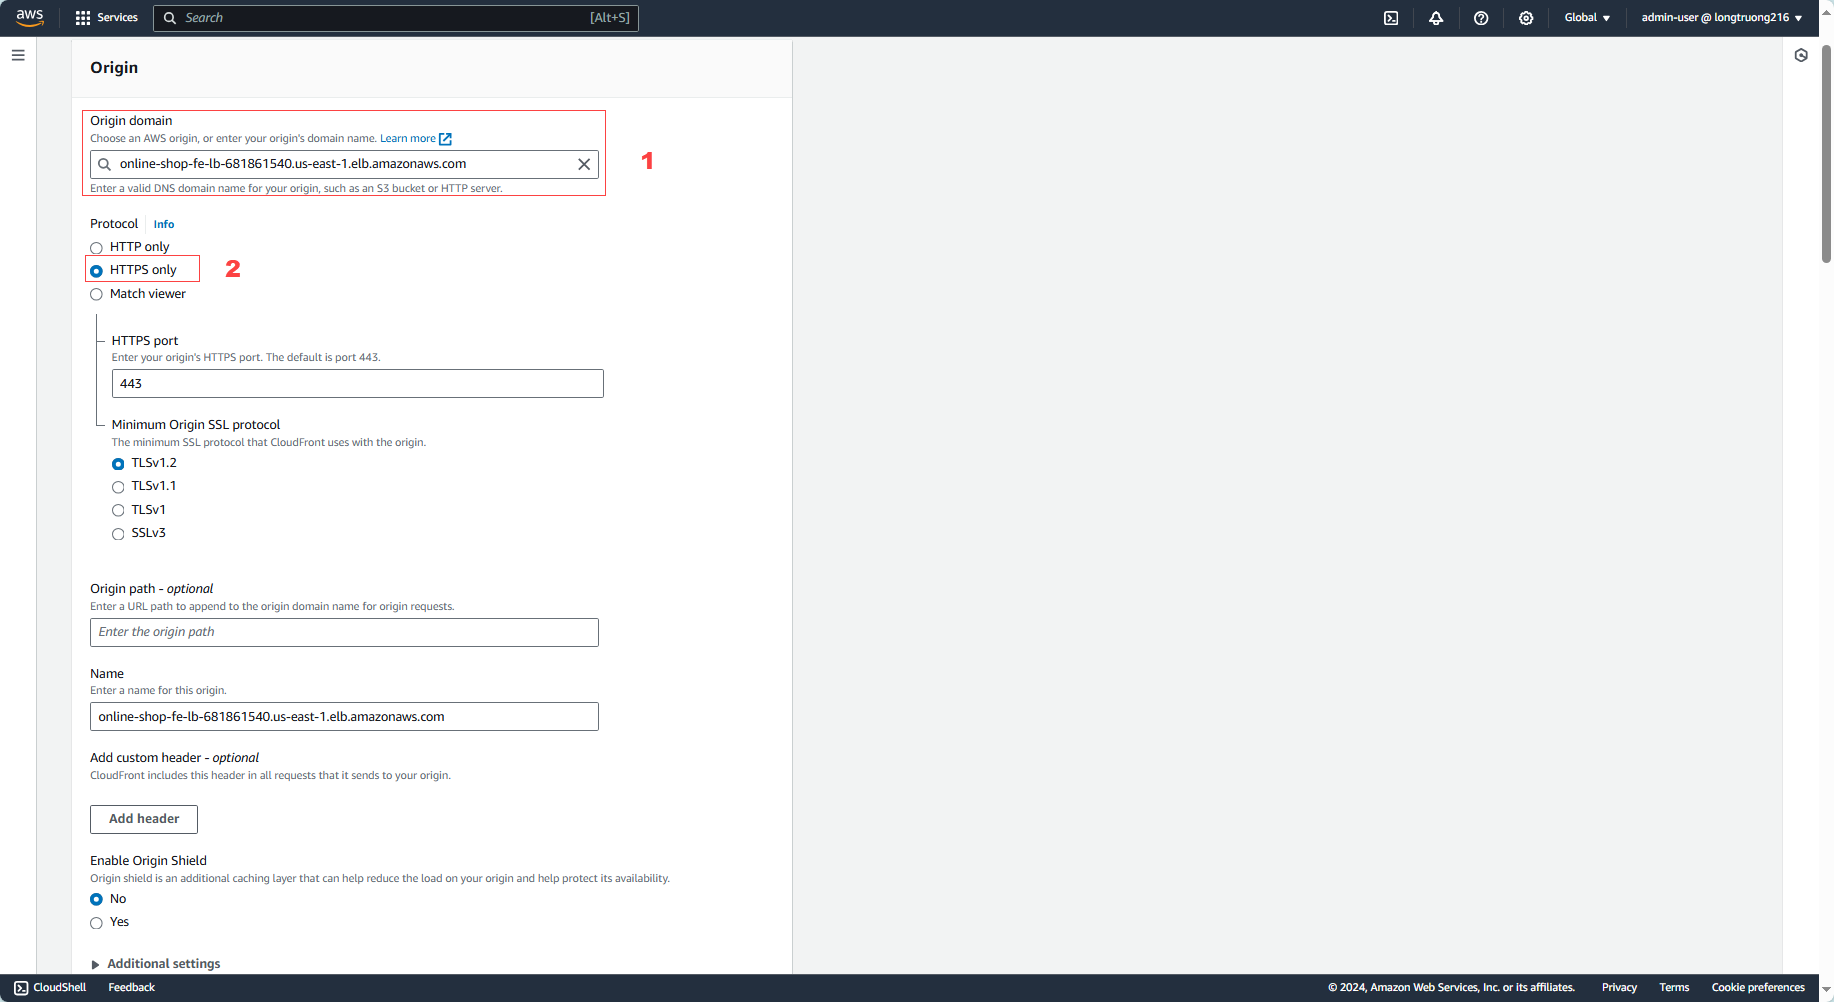 aws
Services
Search
[Alt+S]
Global
admin-user @ longtruong216
Origin
Origin domain
Choose an AWS origin, or enter your origin's domain name. Learn more
online-shop-fe-lb-681861540.us-east-1.elb.amazonaws.com
1
Enter a valid DNS domain name for your origin, such as an S3 bucket or HTTP server.
Protocol
Info
HTTP only
HTTPS only
2
Match viewer
HTTPS port
Enter your origin's HTTPS port. The default is port 443.
443
Minimum Origin SSL protocol
The minimum SSL protocol that CloudFront uses with the origin.
TLSv1.2
TLSv1.1
TLSv1
SSLv3
Origin path - optional
Enter a URL path to append to the origin domain name for origin requests.
Enter the origin path
Name
Enter a name for this origin.
online-shop-fe-lb-681861540.us-east-1.elb.amazonaws.com
Add custom header - optional
CloudFront includes this header in all requests that it sends to your origin.
Add header
Enable Origin Shield
Origin shield is an additional caching layer that can help reduce the load on your origin and help protect its availability.
No
Yes
Additional settings
CloudShell
Feedback
© 2024, Amazon Web Services, Inc. or its affiliates.
Privacy
Terms
Cookie preferences